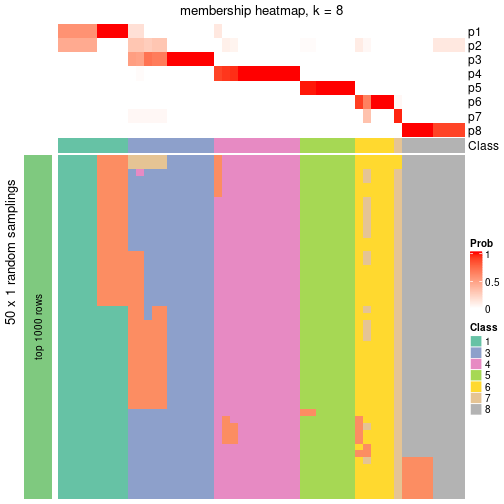 membership heatmap, k = 8
p1
p2
p3
p4
p5
p6
p7
p8
Class
50 x 1 random samplings
top 1000 rows
Prob
1
0.5
0
Class
1
3
4
5
6
7
8